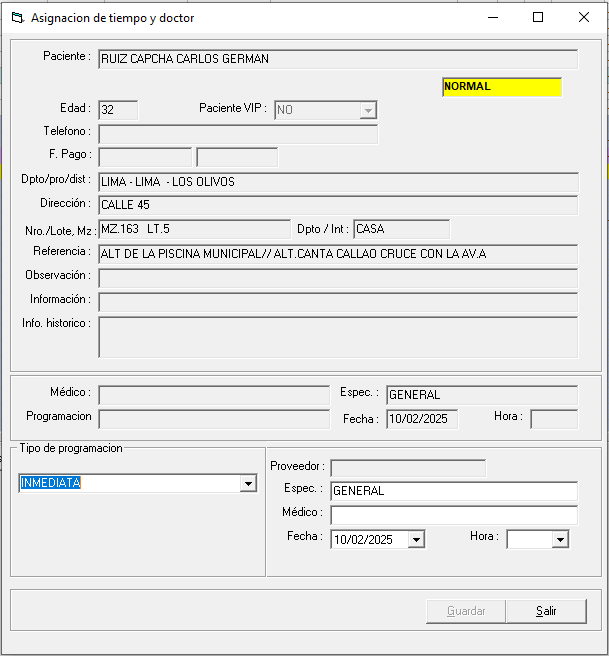 Asignacion de tiempo y doctor
Paciente : RUIZ CAPCHA CARLOS GERMAN
NORMAL
Edad : 32 Paciente VIP : NO
Telefono :
F. Pago :
Dpto/pro/dist : LIMA - LIMA - LOS OLIVOS
Dirección : CALLE 45
Nro./Lote, Mz : MZ.163 LT.5 Dpto / Int : CASA
Referencia : ALT DE LA PISCINA MUNICIPAL// ALT.CANTA CALLAO CRUCE CON LA AV.A
Observación :
Información :
Info. historico :
Médico : Espec. : GENERAL
Programacion Fecha : 10/02/2025 Hora :
Tipo de programacion
INMEDIATA
Proveedor :
Espec. : GENERAL
Médico :
Fecha : 10/02/2025 Hora :
Guardar Salir